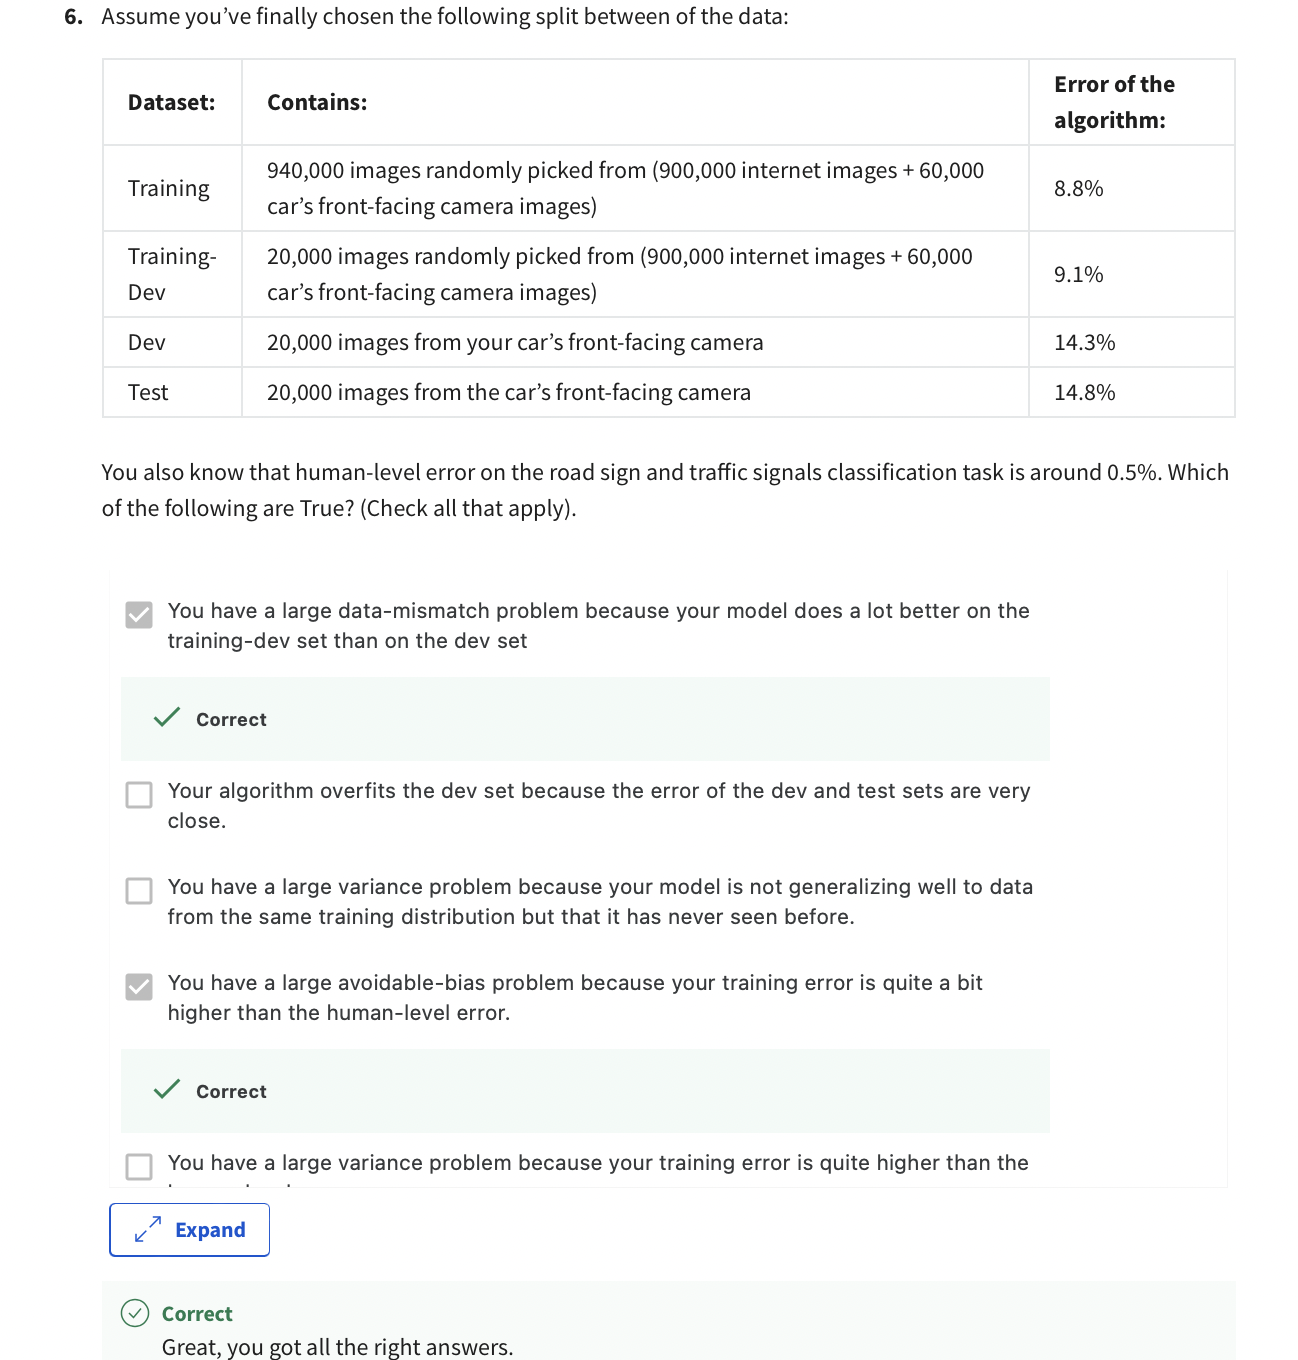 6. Assume you’ve finally chosen the following split between of the data:
Dataset: Contains: Error of the
algorithm:
Training 940,000 images randomly picked from (900,000 internet images + 60,000
car’s front-facing camera images) 8.8%
Training-
Dev 20,000 images randomly picked from (900,000 internet images + 60,000
car’s front-facing camera images) 9.1%
Dev 20,000 images from your car’s front-facing camera 14.3%
Test 20,000 images from the car’s front-facing camera 14.8%
You also know that human-level error on the road sign and traffic signals classification task is around 0.5%. Which
of the following are True? (Check all that apply).
You have a large data-mismatch problem because your model does a lot better on the
training-dev set than on the dev set
Correct
Your algorithm overfits the dev set because the error of the dev and test sets are very
close.
You have a large variance problem because your model is not generalizing well to data
from the same training distribution but that it has never seen before.
You have a large avoidable-bias problem because your training error is quite a bit
higher than the human-level error.
Correct
You have a large variance problem because your training error is quite higher than the
Expand
Correct
Great, you got all the right answers.